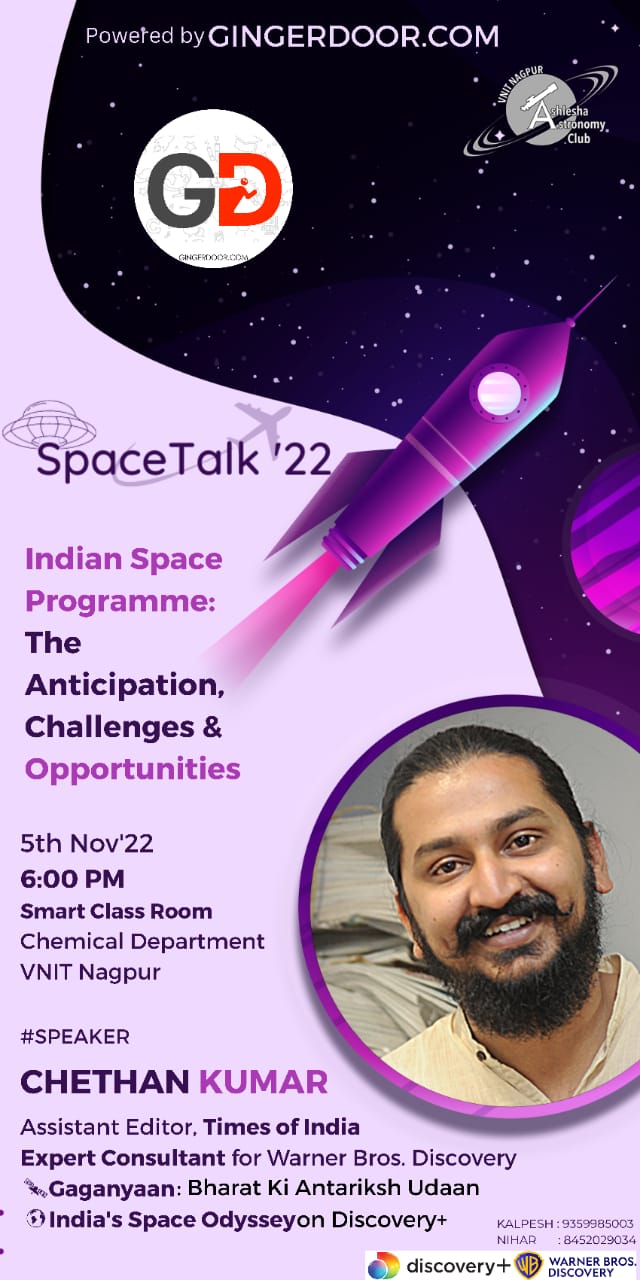 Powered by GINGERDOOR.COM
VNIT NAGPUR
Ashlesha
Astronomy
Club
GD
GINGERDOOR.COM
SpaceTalk '22
Indian Space
Programme:
The
Anticipation,
Challenges &
Opportunities
5th Nov'22
6:00 PM
Smart Class Room
Chemical Department
VNIT Nagpur
#SPEAKER
CHETHAN KUMAR
Assistant Editor, Times of India
Expert Consultant for Warner Bros. Discovery
Gaganyaan: Bharat Ki Antariksh Udaan
India's Space Odysseyon Discovery+
KALPESH : 9359985003
NIHAR : 8452029034
discovery+ WB WARNER BROS.
DISCOVERY